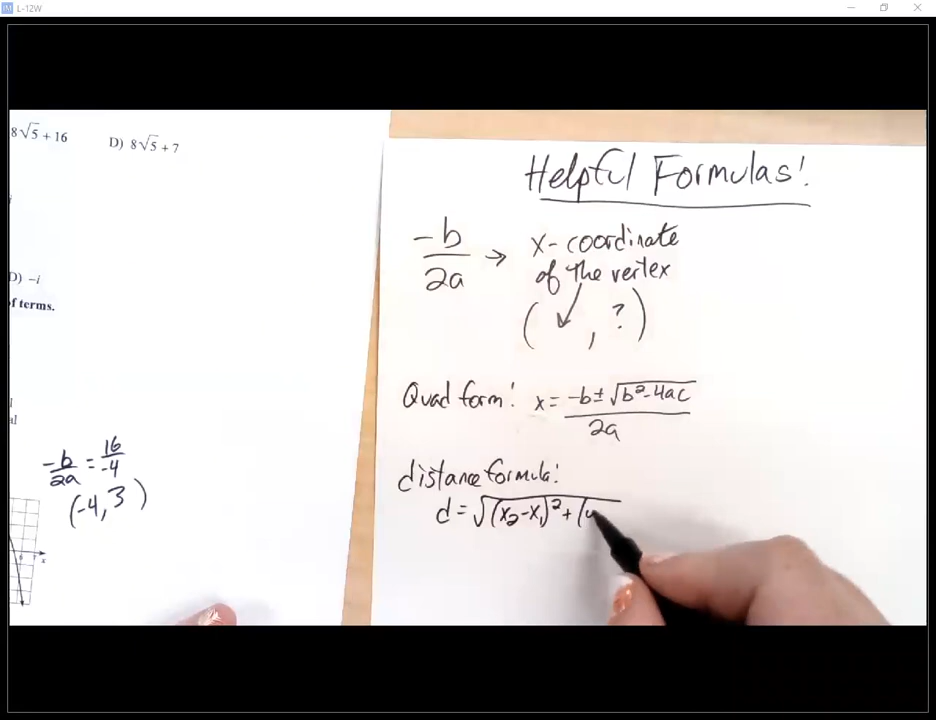 L-12W
8√5 + 16
D) 8√5 + 7
D) -i
of terms.
-b/2a = 16/-4
(-4, 3)
Helpful Formulas!
-b/2a → x-coordinate
of the vertex
( , ?)
Quad form: x = -b ± √b²-4ac / 2a
distance formula:
d = √(x₂-x₁)² + (
x